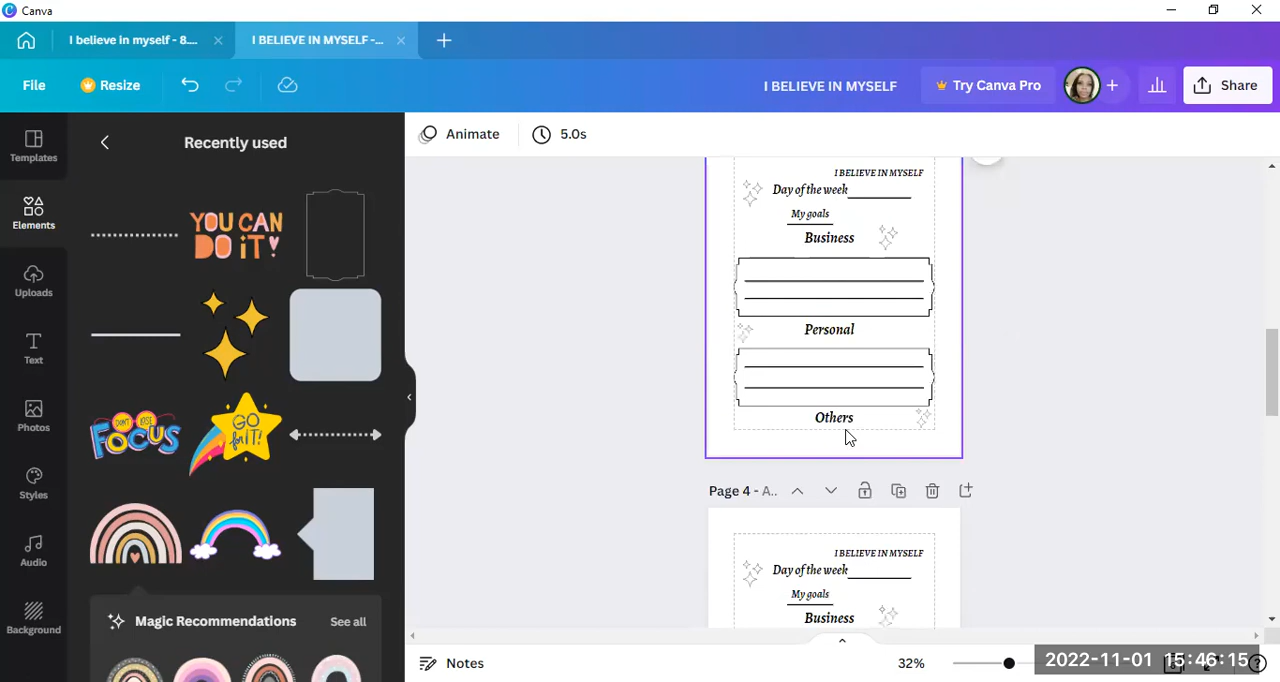 Canva
I believe in myself - 8....
I BELIEVE IN MYSELF -...
File
Resize
I BELIEVE IN MYSELF
Try Canva Pro
Share
Templates
Elements
Uploads
Text
Photos
Styles
Audio
Background
Recently used
YOU CAN
DO iT!
DON'T LOSE
FOCUS
GO
for IT!
Magic Recommendations
See all
Animate
5.0s
I BELIEVE IN MYSELF
Day of the week
My goals
Business
Personal
Others
Page 4 - A..
I BELIEVE IN MYSELF
Day of the week
My goals
Business
Notes
32%
2022-11-01 15:46:15